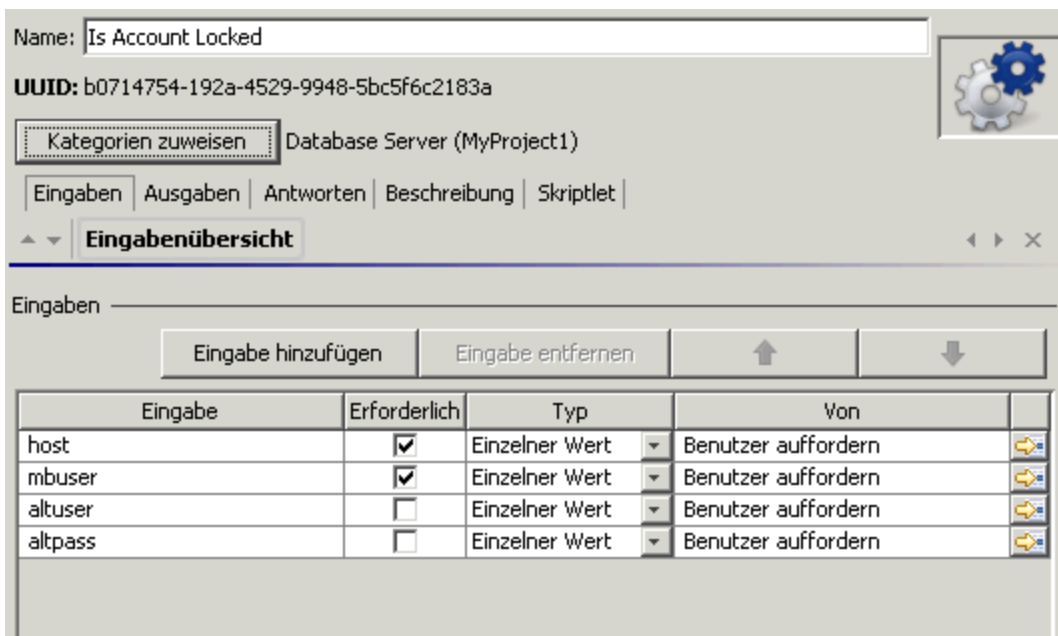 Name: Is Account Locked
UUID: b0714754-192a-4529-9948-5bc5f6c2183a
Kategorien zuweisen Database Server (MyProject1)
Eingaben Ausgaben Antworten Beschreibung Skriptlet
Eingabenübersicht
Eingaben
Eingabe hinzufügen Eingabe entfernen
Eingabe Erforderlich Typ Von
host Einzelner Wert Benutzer auffordern
mbuser Einzelner Wert Benutzer auffordern
altuser Einzelner Wert Benutzer auffordern
altpass Einzelner Wert Benutzer auffordern